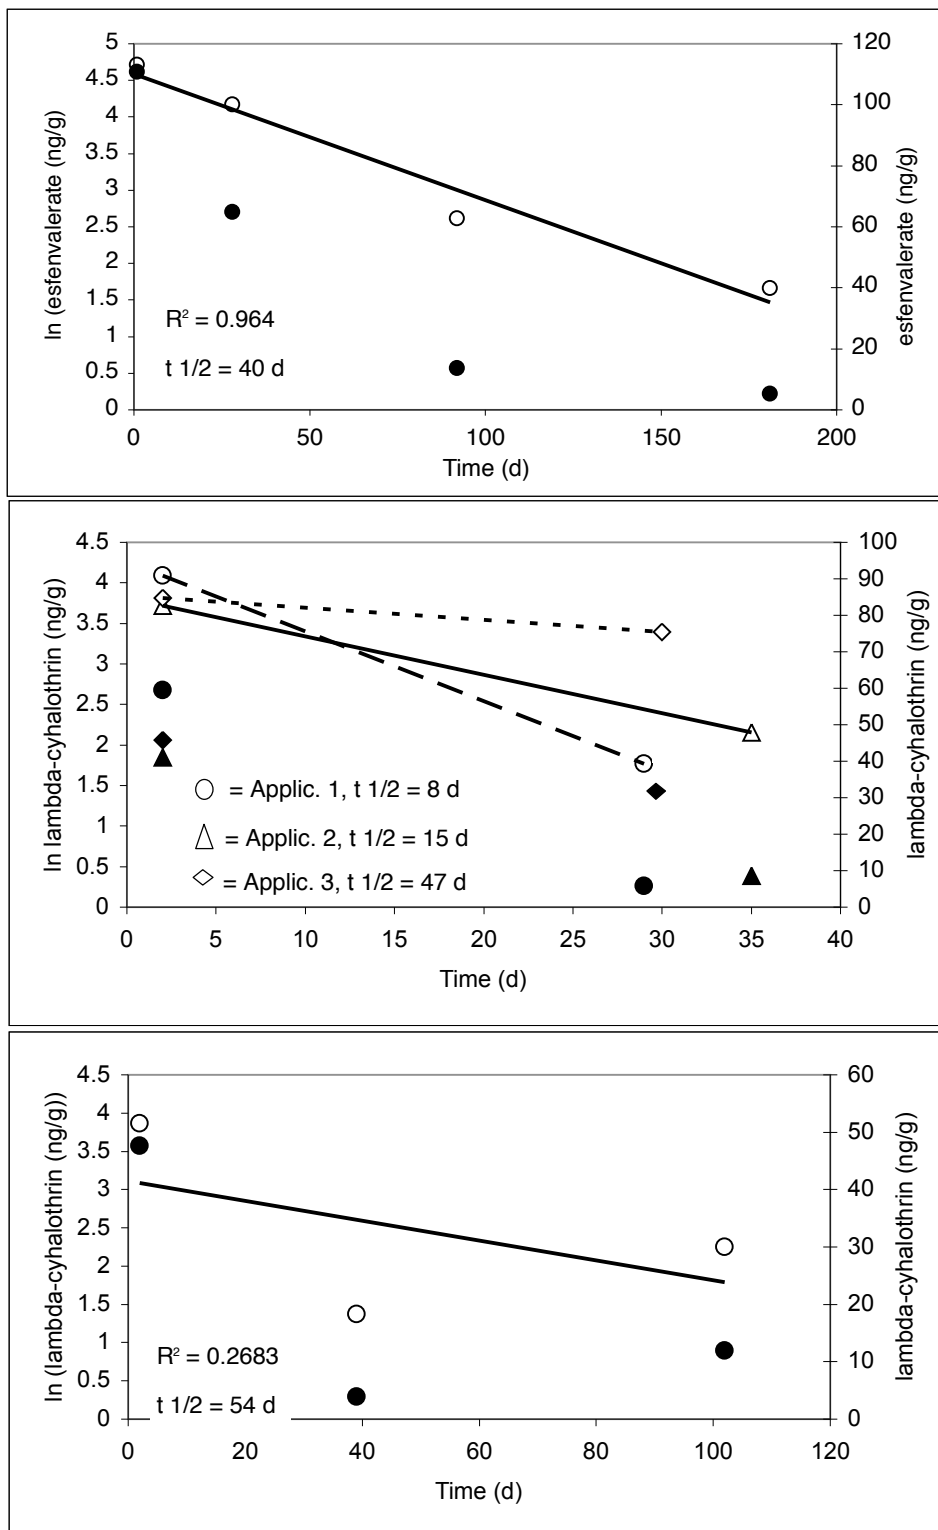 ln (esfenvalerate (ng/g)
5
4.5
4
3.5
3
2.5
2
1.5
1
0.5
0
R² = 0.964
t 1/2 = 40 d
120
100
80
60
40
20
0
esfenvalerate (ng/g)
0 50 100 150 200
Time (d)
ln lambda-cyhalothrin (ng/g)
4.5
4
3.5
3
2.5
2
1.5
1
0.5
0
= Applic. 1, t 1/2 = 8 d
= Applic. 2, t 1/2 = 15 d
= Applic. 3, t 1/2 = 47 d
100
90
80
70
60
50
40
30
20
10
0
lambda-cyhalothrin (ng/g)
0 5 10 15 20 25 30 35 40
Time (d)
ln (lambda-cyhalothrin (ng/g))
4.5
4
3.5
3
2.5
2
1.5
1
0.5
0
R² = 0.2683
t 1/2 = 54 d
60
50
40
30
20
10
0
lambda-cyhalothrin (ng/g)
0 20 40 60 80 100 120
Time (d)